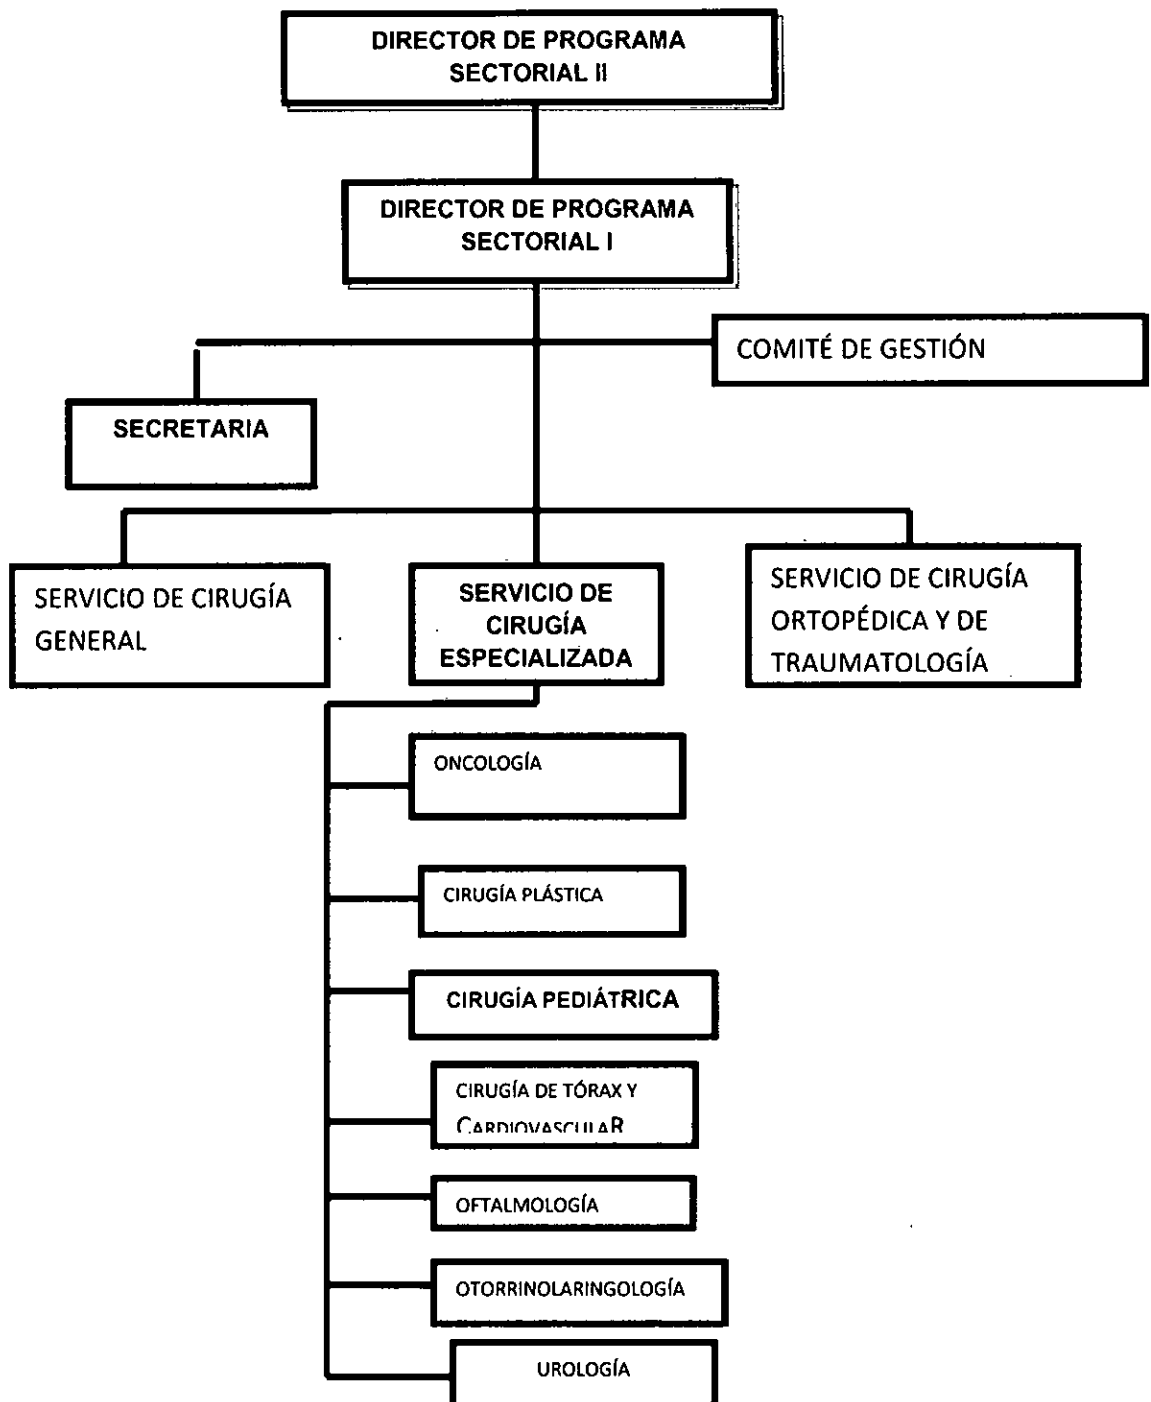 DIRECTOR DE PROGRAMA
SECTORIAL II
DIRECTOR DE PROGRAMA
SECTORIAL I
COMITÉ DE GESTIÓN
SECRETARIA
SERVICIO DE CIRUGÍA
GENERAL
SERVICIO DE
CIRUGÍA
ESPECIALIZADA
SERVICIO DE CIRUGÍA
ORTOPÉDICA Y DE
TRAUMATOLOGÍA
ONCOLOGÍA
CIRUGÍA PLÁSTICA
CIRUGÍA PEDIÁTRICA
CIRUGÍA DE TÓRAX Y
CARDIOVASCULAR
OFTALMOLOGÍA
OTORRINOLARINGOLOGÍA
UROLOGÍA